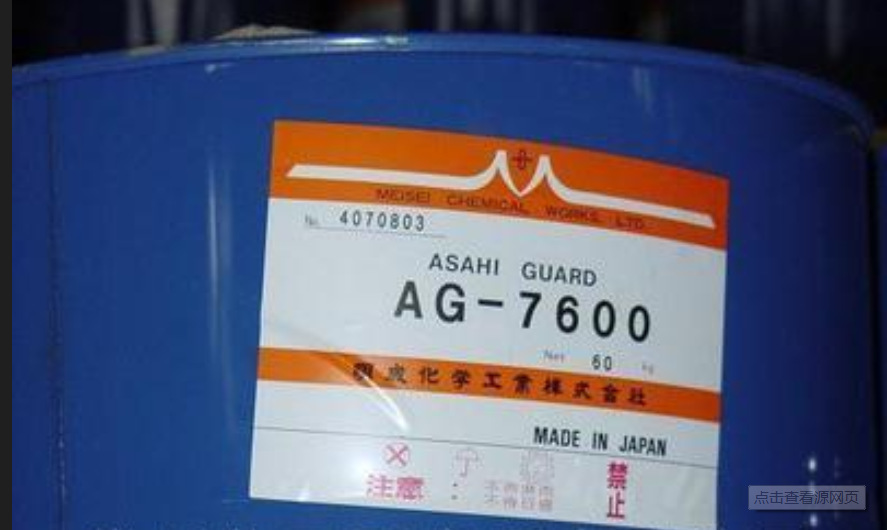 MEISEI CHEMICAL WORKS, LTD.
No. 4070803
ASAHI GUARD
AG-7600
Net 60 kg
明成化学工業株式会社
MADE IN JAPAN
注意： 禁止
点击查看源网页